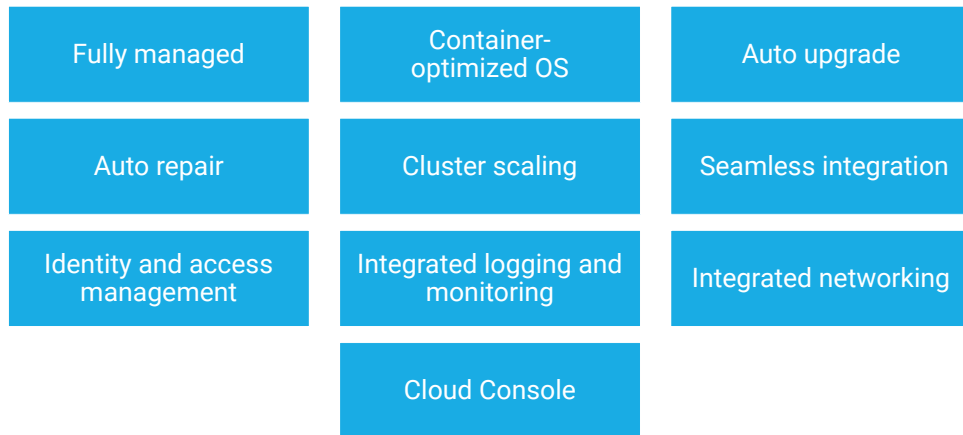 Fully managed
Container-
optimized OS
Auto upgrade
Auto repair
Cluster scaling
Seamless integration
Identity and access
management
Integrated logging and
monitoring
Integrated networking
Cloud Console